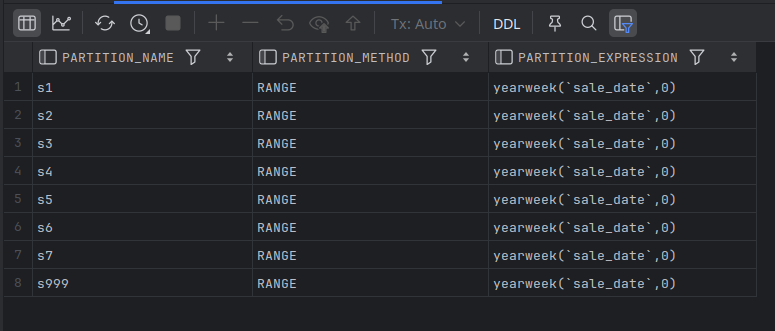 Tx: Auto DDL
PARTITION_NAME PARTITION_METHOD PARTITION_EXPRESSION
1 s1 RANGE yearweek(`sale_date`,0)
2 s2 RANGE yearweek(`sale_date`,0)
3 s3 RANGE yearweek(`sale_date`,0)
4 s4 RANGE yearweek(`sale_date`,0)
5 s5 RANGE yearweek(`sale_date`,0)
6 s6 RANGE yearweek(`sale_date`,0)
7 s7 RANGE yearweek(`sale_date`,0)
8 s999 RANGE yearweek(`sale_date`,0)